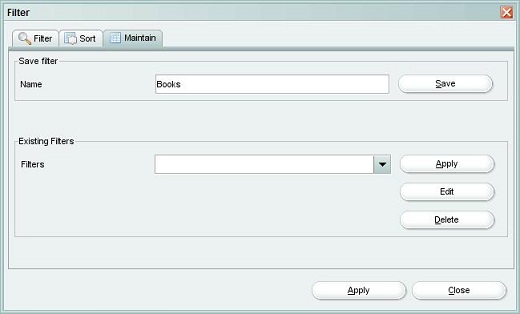 Filter
Filter Sort Maintain
Save filter
Name Books Save
Existing Filters
Filters Apply
Edit
Delete
Apply Close